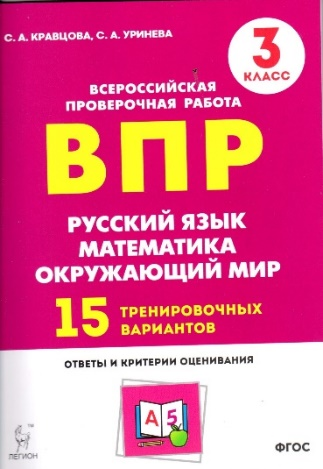 С. А. КРАВЦОВА, С. А. УРИНЕВА
3
КЛАСС
ВСЕРОССИЙСКАЯ
ПРОВЕРОЧНАЯ РАБОТА
ВПР
РУССКИЙ ЯЗЫК
МАТЕМАТИКА
ОКРУЖАЮЩИЙ МИР
15 ТРЕНИРОВОЧНЫХ
ВАРИАНТОВ
ОТВЕТЫ И КРИТЕРИИ ОЦЕНИВАНИЯ
А 5
ЛЕГИОН
ФГОС